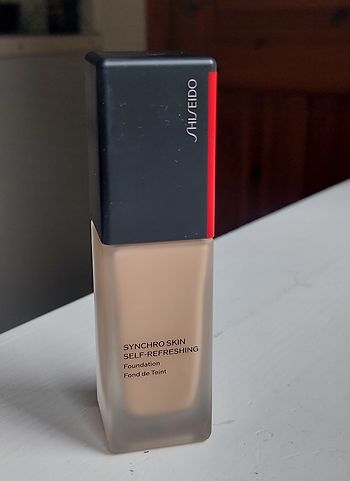 SHISEIDO
SYNCHRO SKIN
SELF-REFRESHING
Foundation
Fond de Teint